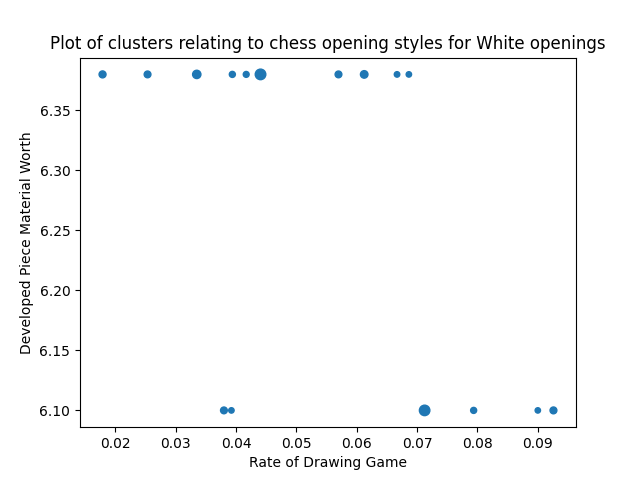 Plot of clusters relating to chess opening styles for White openings
Developed Piece Material Worth
6.35
6.30
6.25
6.20
6.15
6.10
0.02 0.03 0.04 0.05 0.06 0.07 0.08 0.09
Rate of Drawing Game